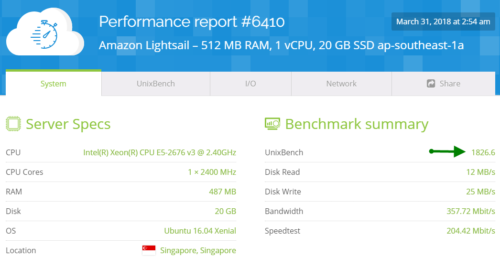 Performance report #6410
March 31, 2018 at 2:54 am
Amazon Lightsail – 512 MB RAM, 1 vCPU, 20 GB SSD ap-southeast-1a
System UnixBench I/O Network Share
Server Specs
CPU Intel(R) Xeon(R) CPU E5-2676 v3 @ 2.40GHz
CPU Cores 1 × 2400 MHz
RAM 487 MB
Disk 20 GB
OS Ubuntu 16.04 Xenial
Location Singapore, Singapore
Benchmark summary
UnixBench 1826.6
Disk Read 12 MB/s
Disk Write 25 MB/s
Bandwidth 357.72 Mbit/s
Speedtest 204.42 Mbit/s